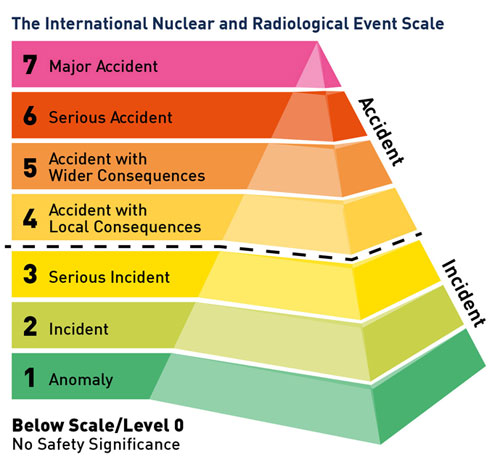 The International Nuclear and Radiological Event Scale
7 Major Accident
6 Serious Accident
5 Accident with
Wider Consequences
4 Accident with
Local Consequences
Accident
3 Serious Incident
2 Incident
1 Anomaly
Incident
Below Scale/Level 0
No Safety Significance